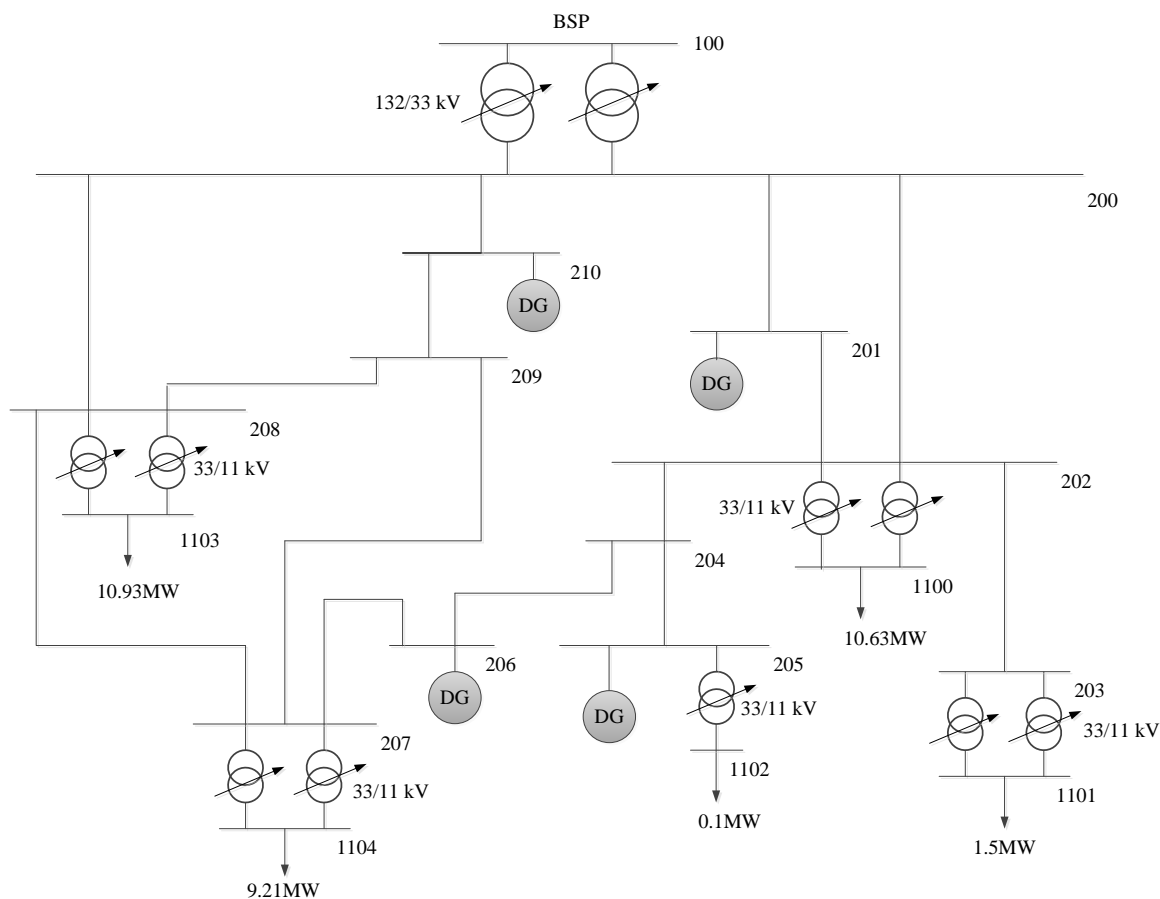 BSP
100
132/33 kV
200
210
DG
201
209
DG
208
33/11 kV
202
33/11 kV
1103
204
1100
10.93MW
10.63MW
206
205
203
DG
DG
33/11 kV
33/11 kV
207
1102
33/11 kV
1101
0.1MW
1104
1.5MW
9.21MW